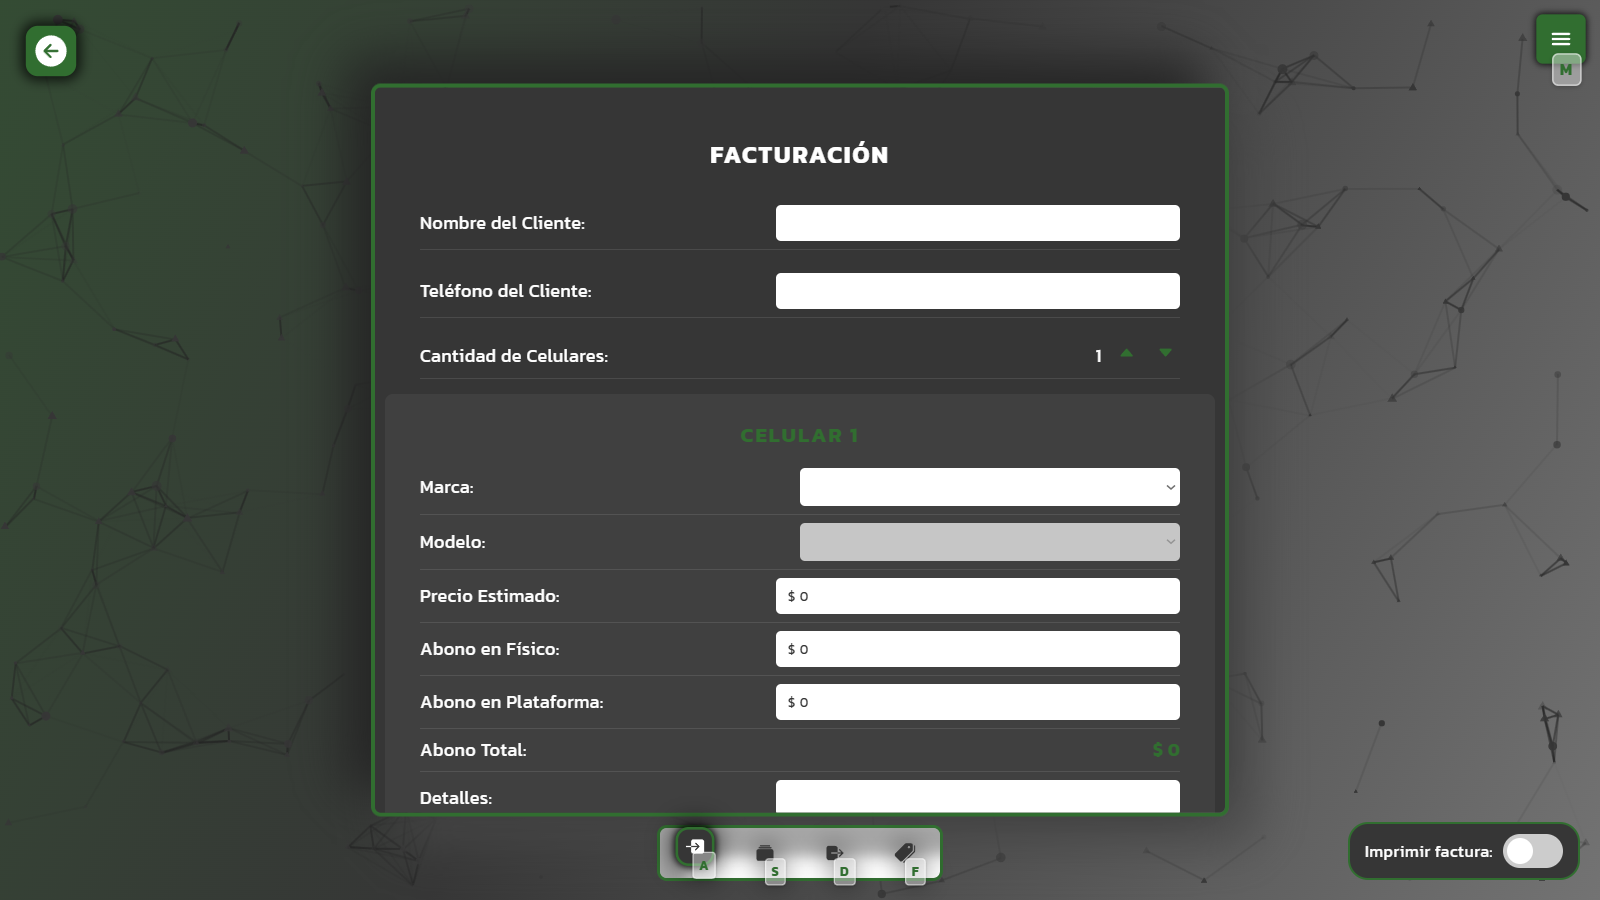 M
FACTURACIÓN
Nombre del Cliente:
Teléfono del Cliente:
Cantidad de Celulares:
1
CELULAR 1
Marca:
Modelo:
Precio Estimado:
$ 0
Abono en Físico:
$ 0
Abono en Plataforma:
$ 0
Abono Total:
$ 0
Detalles:
A
S
D
F
Imprimir factura: